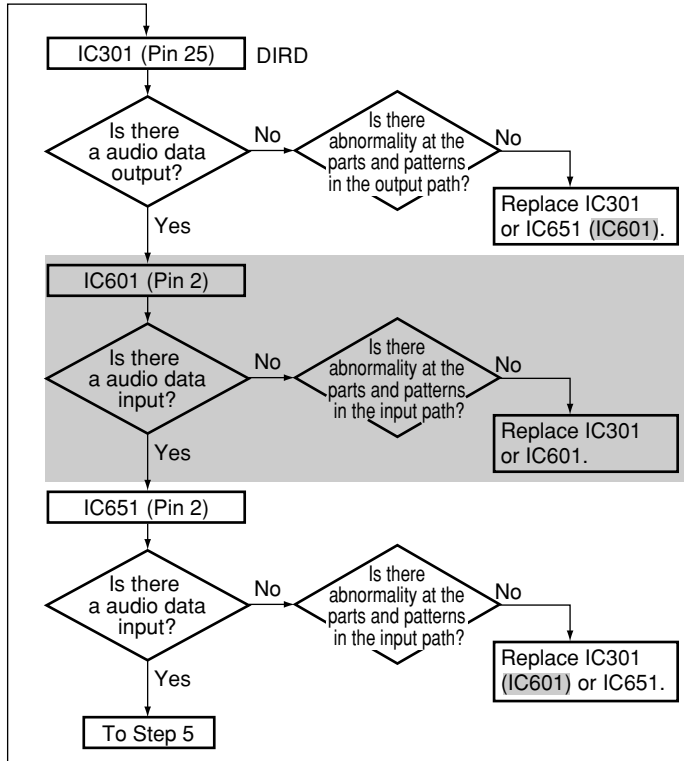 IC301 (Pin 25) DIRD
Is there
a audio data
output?
No
Is there
abnormality at the
parts and patterns
in the output path?
No
Replace IC301
or IC651 (IC601).
Yes
IC601 (Pin 2)
Is there
a audio data
input?
No
Is there
abnormality at the
parts and patterns
in the input path?
No
Replace IC301
or IC601.
Yes
IC651 (Pin 2)
Is there
a audio data
input?
No
Is there
abnormality at the
parts and patterns
in the input path?
No
Replace IC301
(IC601) or IC651.
Yes
To Step 5